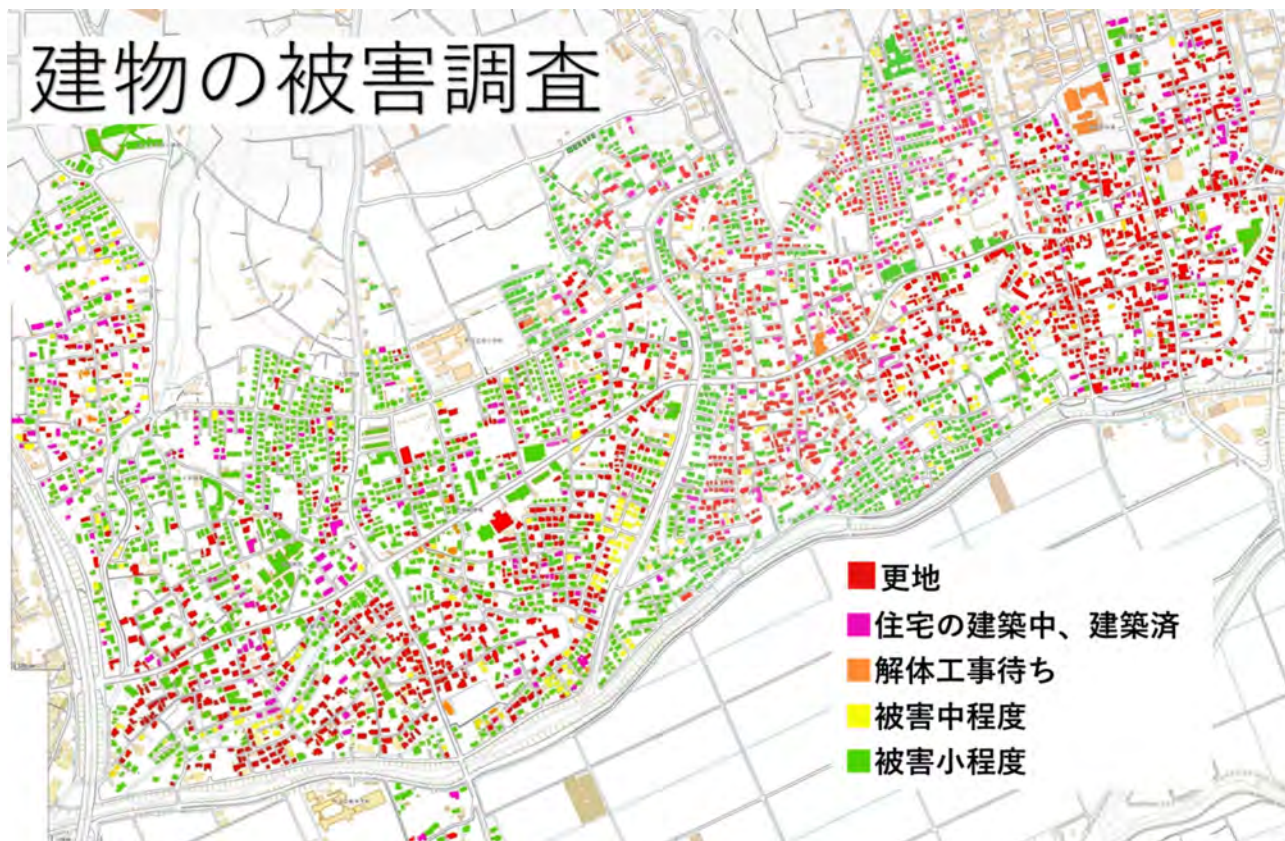 建物の被害調査
更地
住宅の建築中、建築済
解体工事待ち
被害中程度
被害小程度